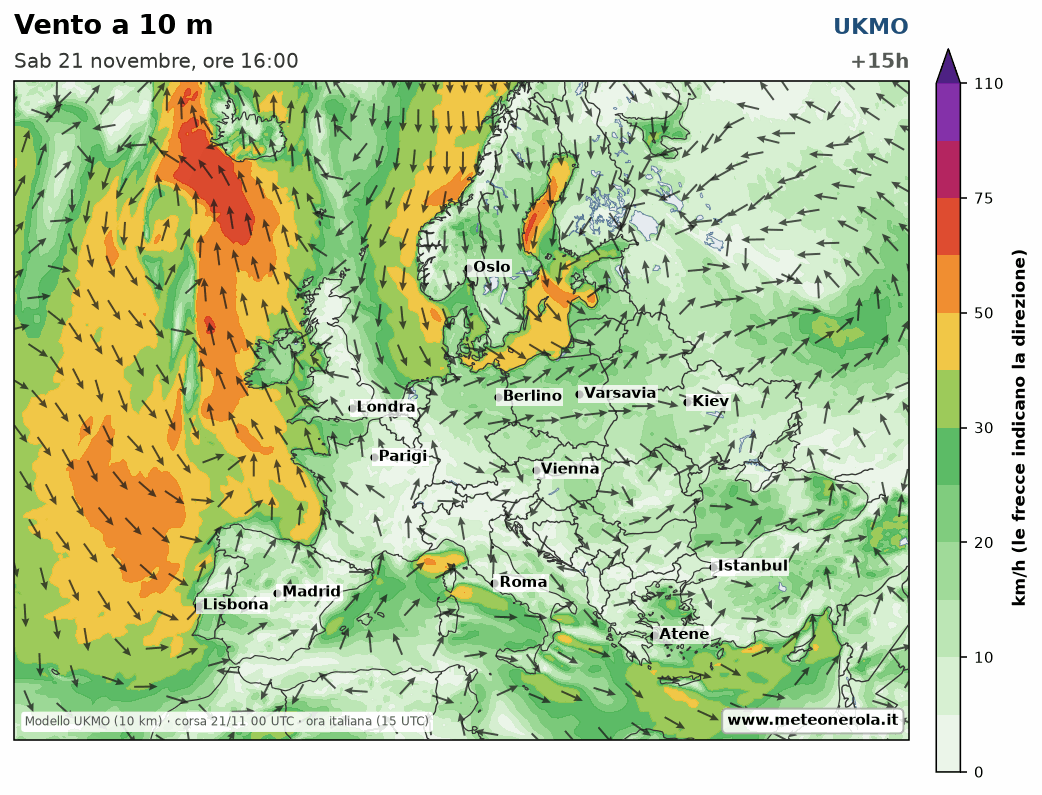 Vento a 10 m
UKMO
Sab 21 novembre, ore 16:00
+15h
110
75
50
30
20
10
0
km/h (le frecce indicano la direzione)
Oslo
Berlino
Varsavia
Kiev
Londra
Parigi
Vienna
Istanbul
Roma
Madrid
Lisbona
Atene
Modello UKMO (10 km) · corsa 21/11 00 UTC · ora italiana (15 UTC)
www.meteonerola.it